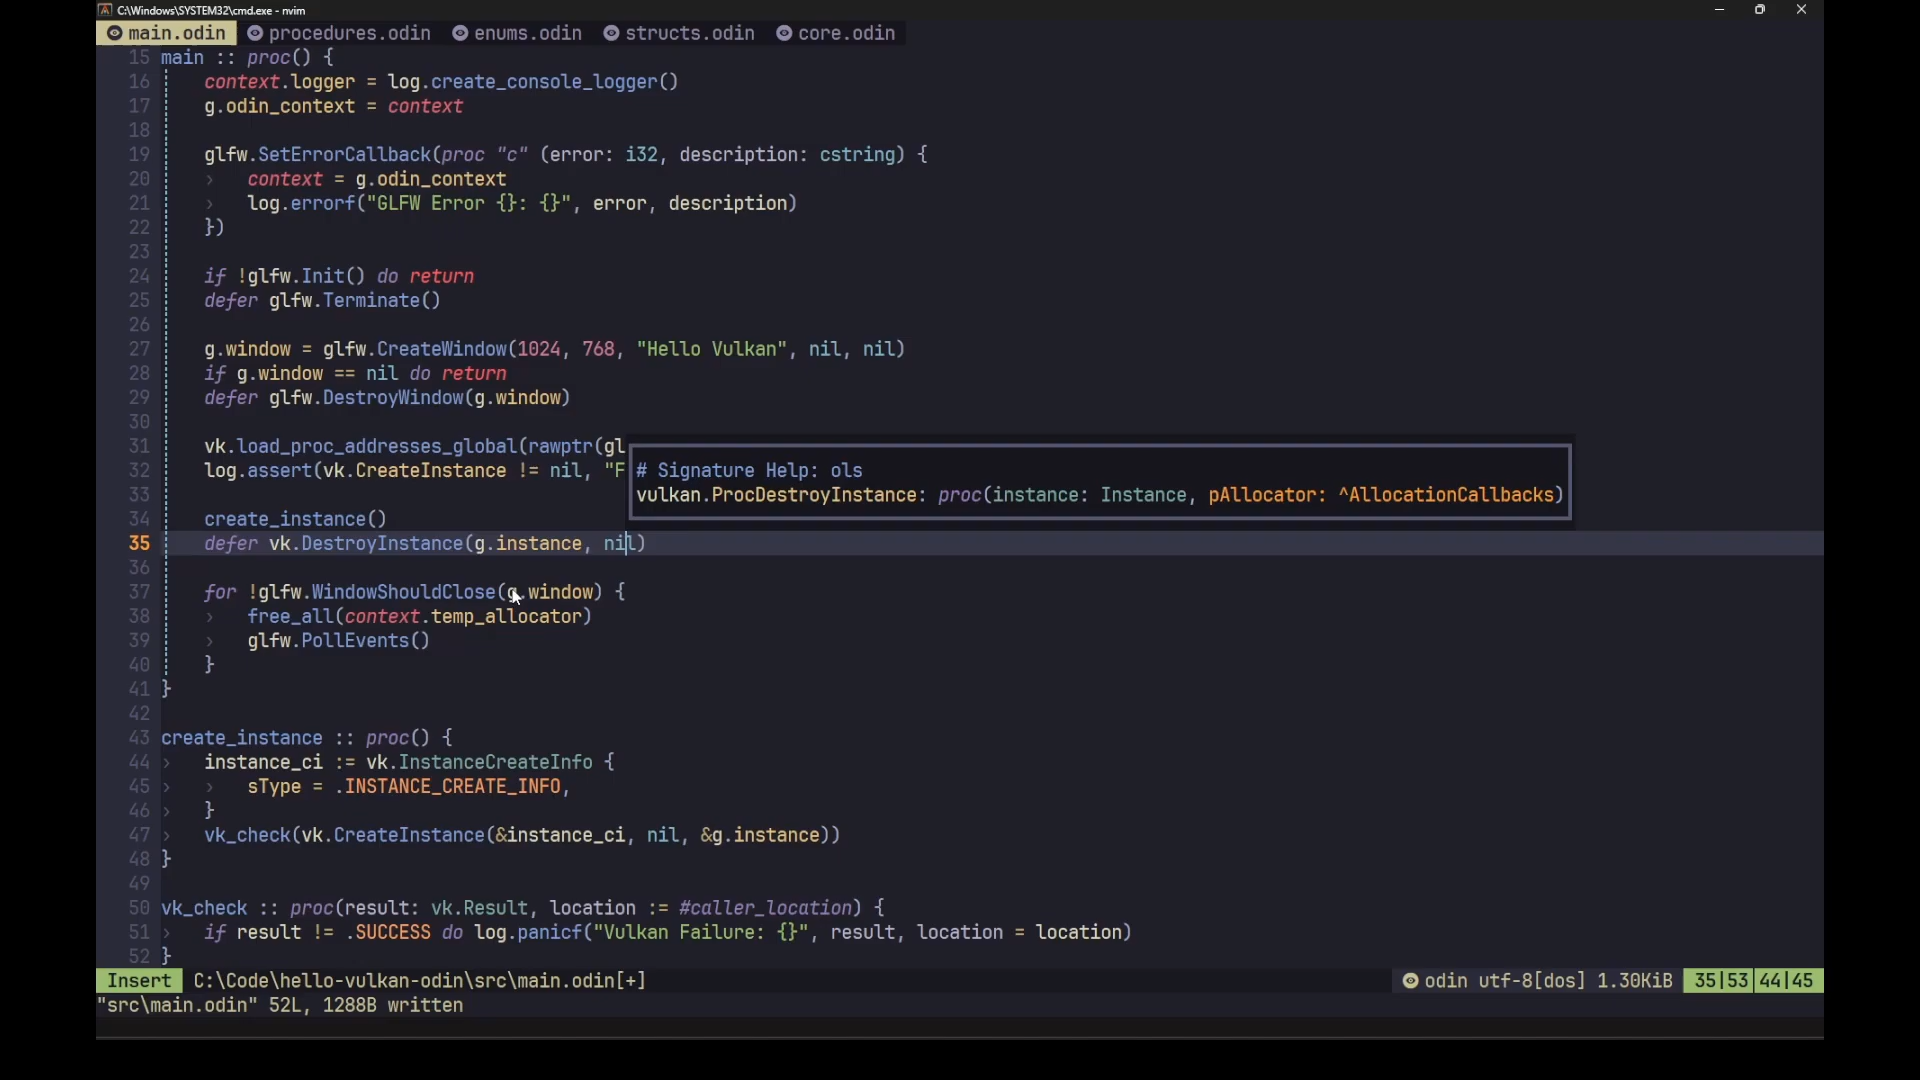 C:\Windows\SYSTEM32\cmd.exe - nvim
main.odin procedures.odin enums.odin structs.odin core.odin
15 main :: proc() {
16 context.logger = log.create_console_logger()
17 g.odin_context = context
18
19 glfw.SetErrorCallback(proc "c" (error: i32, description: cstring) {
20 › context = g.odin_context
21 › log.errorf("GLFW Error {}: {}", error, description)
22 })
23
24 if !glfw.Init() do return
25 defer glfw.Terminate()
26
27 g.window = glfw.CreateWindow(1024, 768, "Hello Vulkan", nil, nil)
28 if g.window == nil do return
29 defer glfw.DestroyWindow(g.window)
30
31 vk.load_proc_addresses_global(rawptr(gl
32 log.assert(vk.CreateInstance != nil, "F
# Signature Help: ols
vulkan.ProcDestroyInstance: proc(instance: Instance, pAllocator: ^AllocationCallbacks)
33
34 create_instance()
35 defer vk.DestroyInstance(g.instance, nil)
36
37 for !glfw.WindowShouldClose(g.window) {
38 › free_all(context.temp_allocator)
39 › glfw.PollEvents()
40 }
41 }
42
43 create_instance :: proc() {
44 › instance_ci := vk.InstanceCreateInfo {
45 › › sType = .INSTANCE_CREATE_INFO,
46 › }
47 › vk_check(vk.CreateInstance(&instance_ci, nil, &g.instance))
48 }
49
50 vk_check :: proc(result: vk.Result, location := #caller_location) {
51 › if result != .SUCCESS do log.panicf("Vulkan Failure: {}", result, location = location)
52 }
Insert C:\Code\hello-vulkan-odin\src\main.odin[+] odin utf-8[dos] 1.30KiB 35|53 44|45
"src\main.odin" 52L, 1288B written